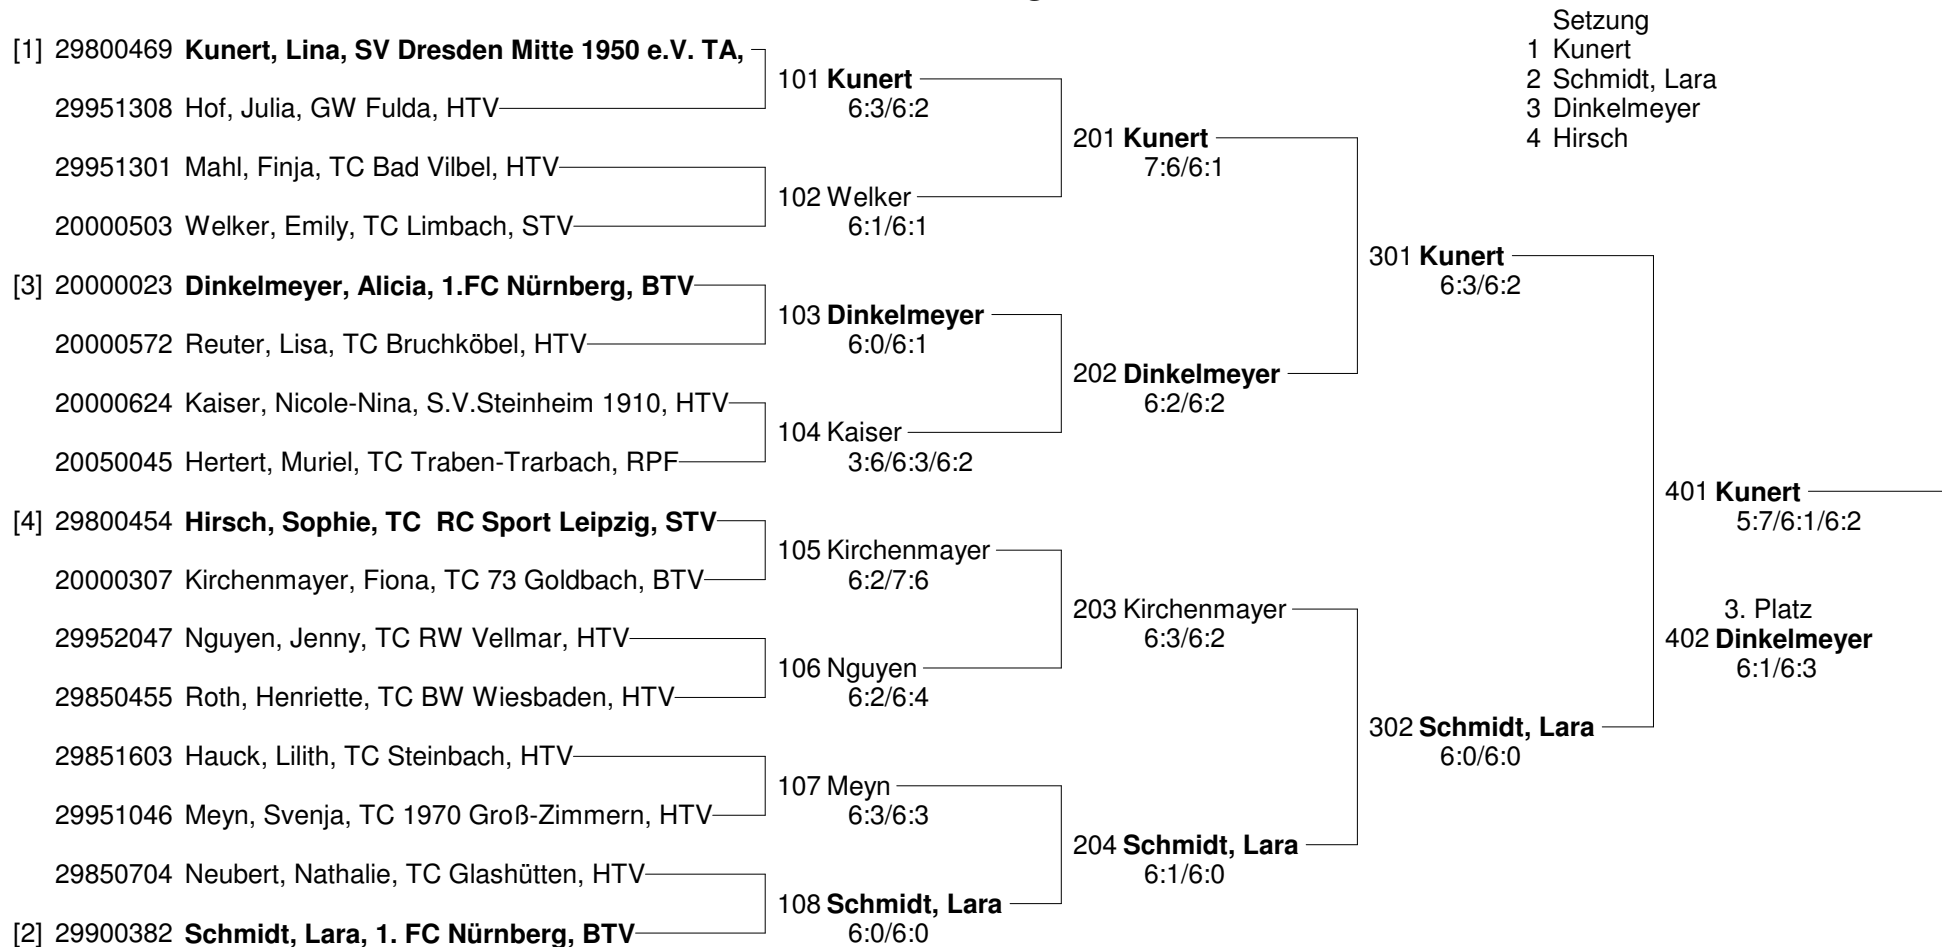 Setzung
1 Kunert
2 Schmidt, Lara
3 Dinkelmeyer
4 Hirsch
[1] 29800469 Kunert, Lina, SV Dresden Mitte 1950 e.V. TA,
29951308 Hof, Julia, GW Fulda, HTV
29951301 Mahl, Finja, TC Bad Vilbel, HTV
20000503 Welker, Emily, TC Limbach, STV
[3] 20000023 Dinkelmeyer, Alicia, 1.FC Nürnberg, BTV
20000572 Reuter, Lisa, TC Bruchköbel, HTV
20000624 Kaiser, Nicole-Nina, S.V.Steinheim 1910, HTV
20050045 Hertert, Muriel, TC Traben-Trarbach, RPF
[4] 29800454 Hirsch, Sophie, TC  RC Sport Leipzig, STV
20000307 Kirchenmayer, Fiona, TC 73 Goldbach, BTV
29952047 Nguyen, Jenny, TC RW Vellmar, HTV
29850455 Roth, Henriette, TC BW Wiesbaden, HTV
29851603 Hauck, Lilith, TC Steinbach, HTV
29951046 Meyn, Svenja, TC 1970 Groß-Zimmern, HTV
29850704 Neubert, Nathalie, TC Glashütten, HTV
[2] 29900382 Schmidt, Lara, 1. FC Nürnberg, BTV
101 Kunert
6:3/6:2
102 Welker
6:1/6:1
103 Dinkelmeyer
6:0/6:1
104 Kaiser
3:6/6:3/6:2
105 Kirchenmayer
6:2/7:6
106 Nguyen
6:2/6:4
107 Meyn
6:3/6:3
108 Schmidt, Lara
6:0/6:0
201 Kunert
7:6/6:1
202 Dinkelmeyer
6:2/6:2
203 Kirchenmayer
6:3/6:2
204 Schmidt, Lara
6:1/6:0
301 Kunert
6:3/6:2
302 Schmidt, Lara
6:0/6:0
401 Kunert
5:7/6:1/6:2
3. Platz
402 Dinkelmeyer
6:1/6:3